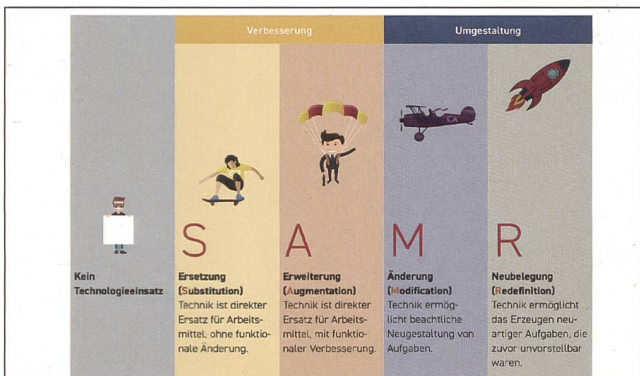 Verbesserung
Umgestaltung
CA
S
A
M
R
Kein
Technologieeinsatz
Ersetzung
(Substitution)
Technik ist direkter
Ersatz für Arbeits-
mittel, ohne funktio-
nale Änderung.
Erweiterung
(Augmentation)
Technik ist direkter
Ersatz für Arbeits-
mittel, mit funktio-
naler Verbesserung.
Änderung
(Modification)
Technik ermög-
licht beachtliche
Neugestaltung von
Aufgaben.
Neubelegung
(Redefinition)
Technik ermöglicht
das Erzeugen neu-
artiger Aufgaben, die
zuvor unvorstellbar
waren.